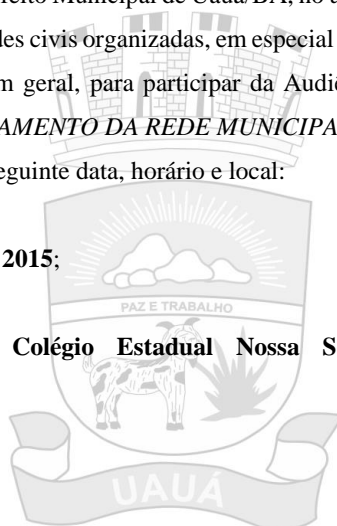 eito Municipal de Uauá/BA, no
des civis organizadas, em especial
m geral, para participar da Audiê
AMENTO DA REDE MUNICIPA
eguinte data, horário e local:
2015;
PAZ E TRABALHO
Colégio Estadual Nossa S
UAUÁ